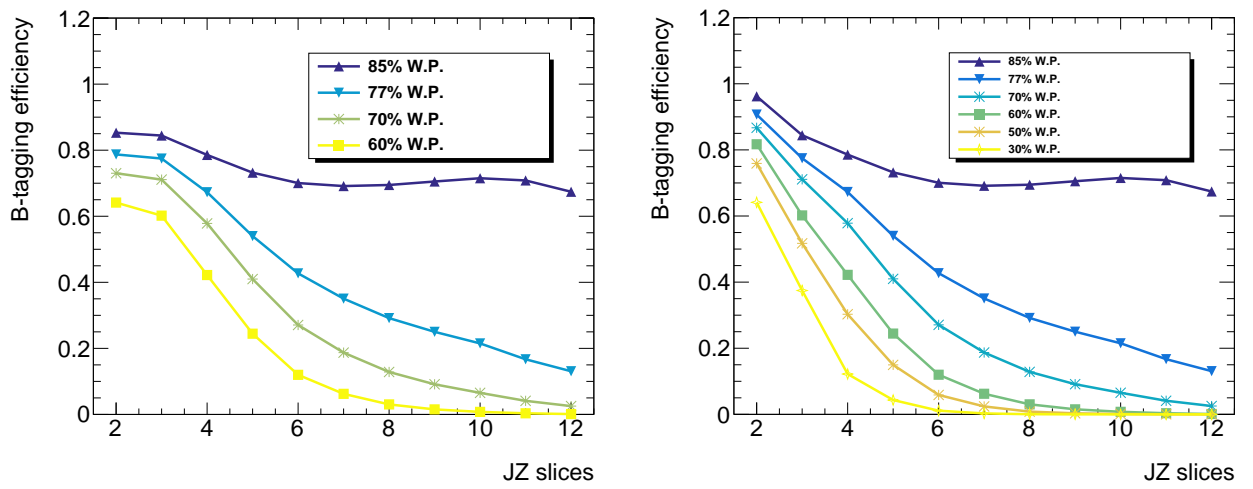 B-tagging efficiency
1.2
1
0.8
0.6
0.4
0.2
0
2 4 6 8 10 12
JZ slices
85% W.P.
77% W.P.
70% W.P.
60% W.P.
B-tagging efficiency
1.2
1
0.8
0.6
0.4
0.2
0
2 4 6 8 10 12
JZ slices
85% W.P.
77% W.P.
70% W.P.
60% W.P.
50% W.P.
30% W.P.